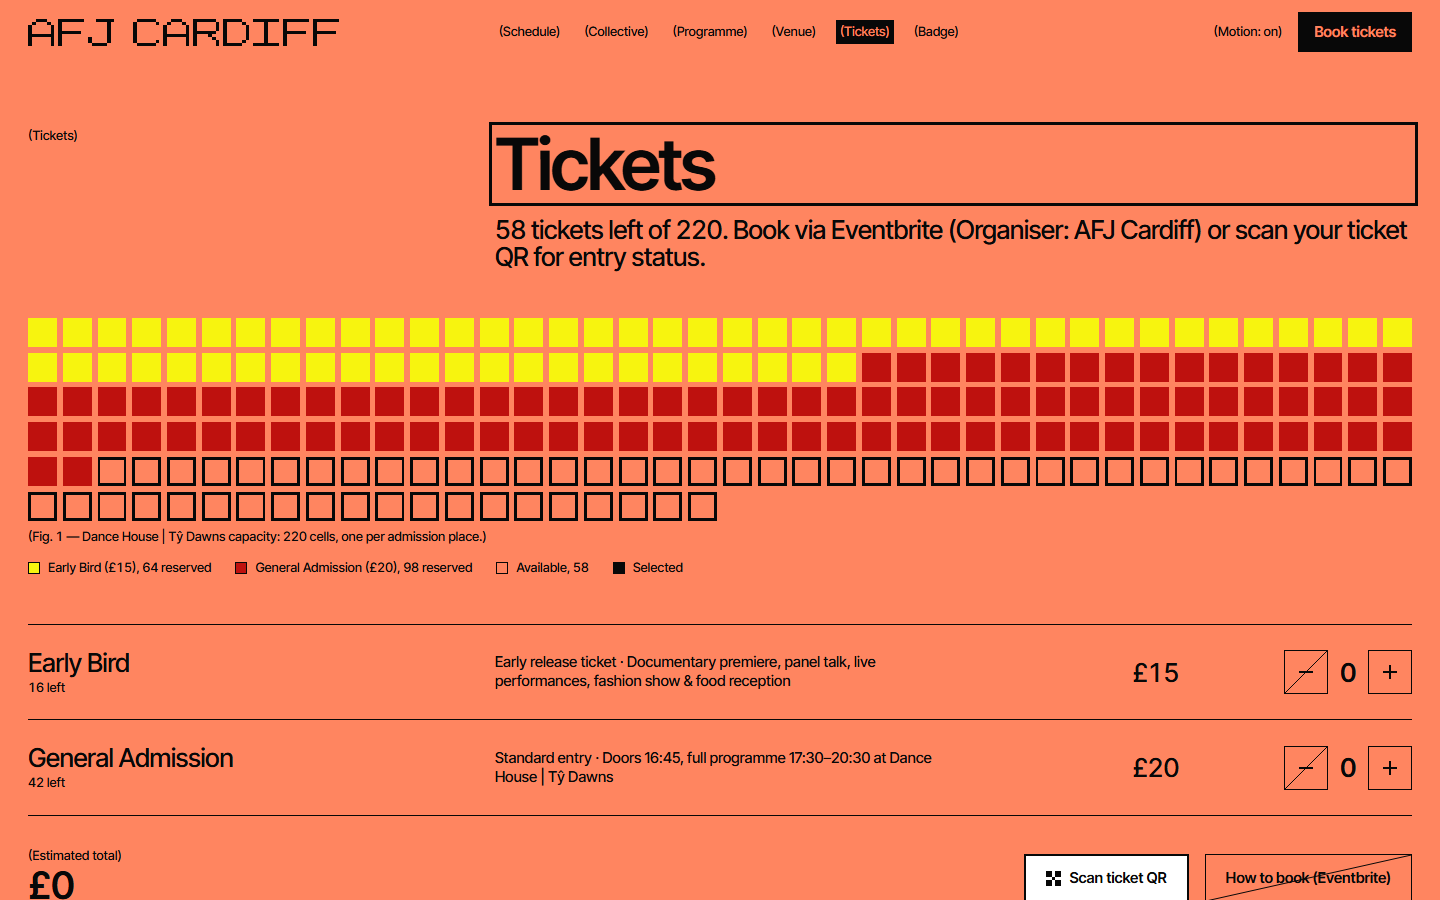 AFJ CARDIFF
(Schedule)
(Collective)
(Programme)
(Venue)
(Tickets)
(Badge)
(Motion: on)
Book tickets
(Tickets)
Tickets
58 tickets left of 220. Book via Eventbrite (Organiser: AFJ Cardiff) or scan your ticket
QR for entry status.
(Fig. 1 — Dance House | Tŷ Dawns capacity: 220 cells, one per admission place.)
Early Bird (£15), 64 reserved
General Admission (£20), 98 reserved
Available, 58
Selected
Early Bird
16 left
Early release ticket · Documentary premiere, panel talk, live
performances, fashion show & food reception
£15
− 0 +
General Admission
42 left
Standard entry · Doors 16:45, full programme 17:30–20:30 at Dance
House | Tŷ Dawns
£20
− 0 +
(Estimated total)
£0
Scan ticket QR
How to book (Eventbrite)